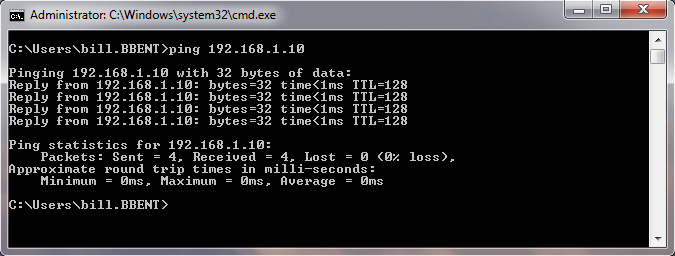 Administrator: C:\Windows\system32\cmd.exe
C:\Users\bill.BBENT>ping 192.168.1.10
Pinging 192.168.1.10 with 32 bytes of data:
Reply from 192.168.1.10: bytes=32 time<1ms TTL=128
Reply from 192.168.1.10: bytes=32 time<1ms TTL=128
Reply from 192.168.1.10: bytes=32 time<1ms TTL=128
Reply from 192.168.1.10: bytes=32 time<1ms TTL=128
Ping statistics for 192.168.1.10:
    Packets: Sent = 4, Received = 4, Lost = 0 (0% loss),
Approximate round trip times in milli-seconds:
    Minimum = 0ms, Maximum = 0ms, Average = 0ms
C:\Users\bill.BBENT>